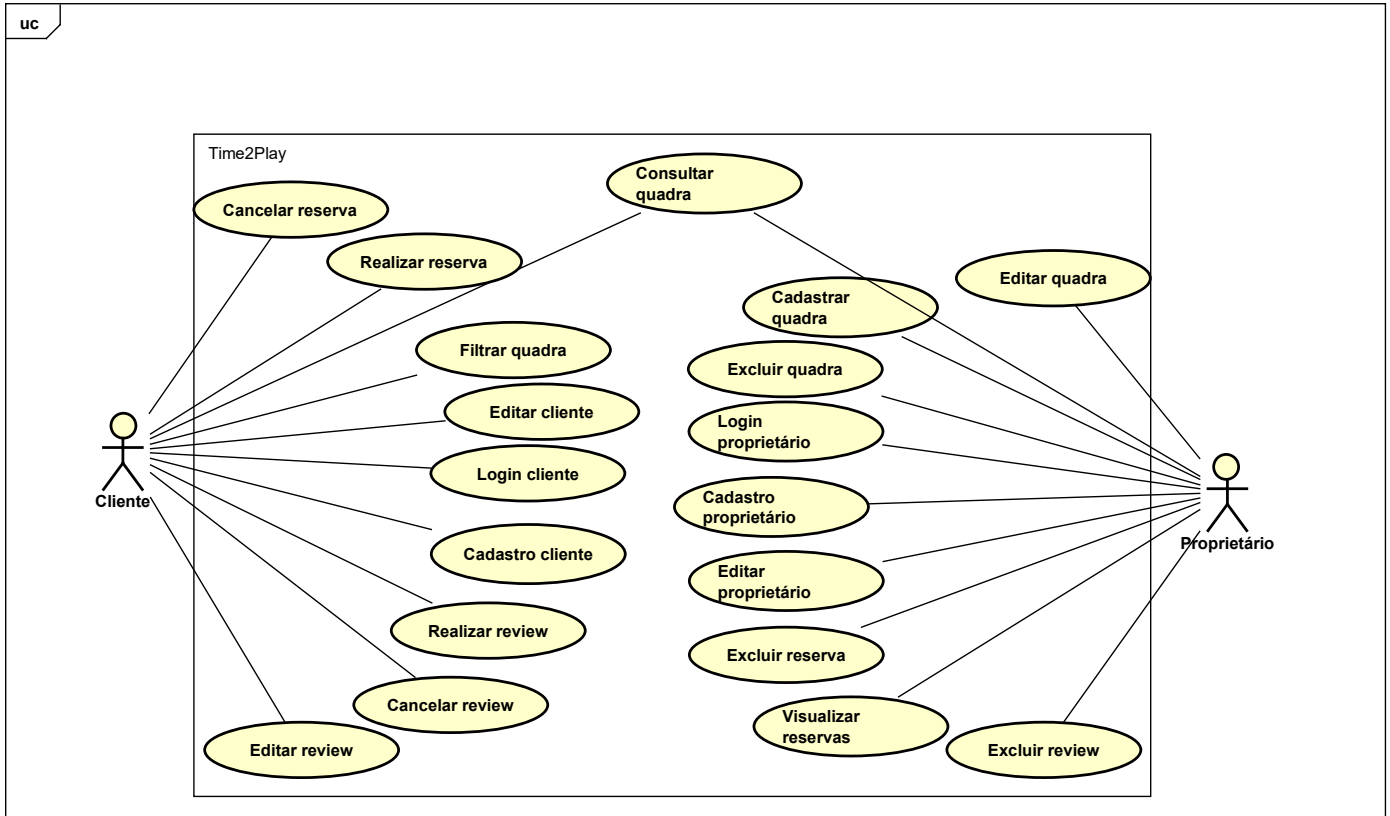 uc
Time2Play
Consultar
quadra
Cancelar reserva
Realizar reserva
Editar quadra
Cadastrar
quadra
Filtrar quadra
Excluir quadra
Editar cliente
Login
proprietário
Login cliente
Cliente
Cadastro
proprietário
Proprietário
Cadastro cliente
Editar
proprietário
Realizar review
Excluir reserva
Cancelar review
Visualizar
reservas
Editar review
Excluir review